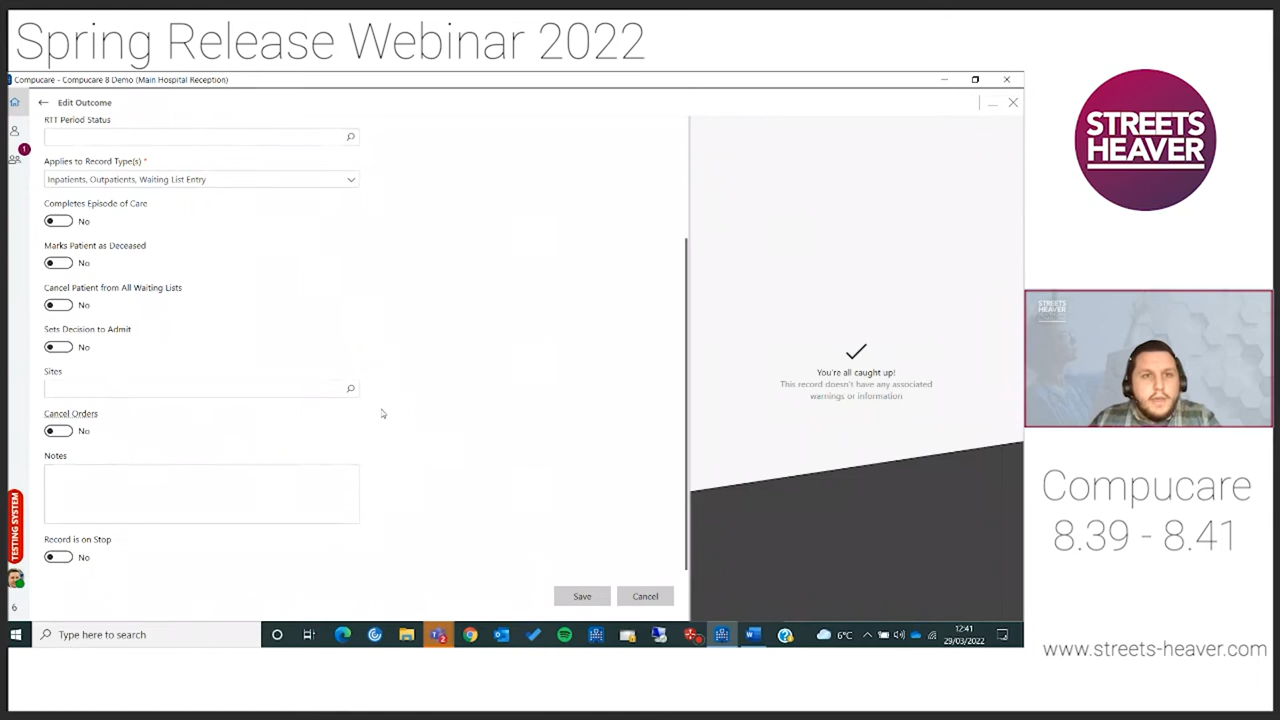 Spring Release Webinar 2022
Compucare - Compucare 8 Demo (Main Hospital Reception)
Edit Outcome
RTT Period Status
1
Applies to Record Type(s) *
Inpatients, Outpatients, Waiting List Entry
Completes Episode of Care
No
Marks Patient as Deceased
No
Cancel Patient from All Waiting Lists
No
Sets Decision to Admit
No
Sites
Cancel Orders
No
Notes
Record is on Stop
No
Save
Cancel
TESTING SYSTEM
6
You're all caught up!
This record doesn't have any associated
warnings or information
Type here to search
6°C
12:41
29/03/2022
STREETS
HEAVER
STREETS
HEAVER
Compucare
8.39 - 8.41
www.streets-heaver.com